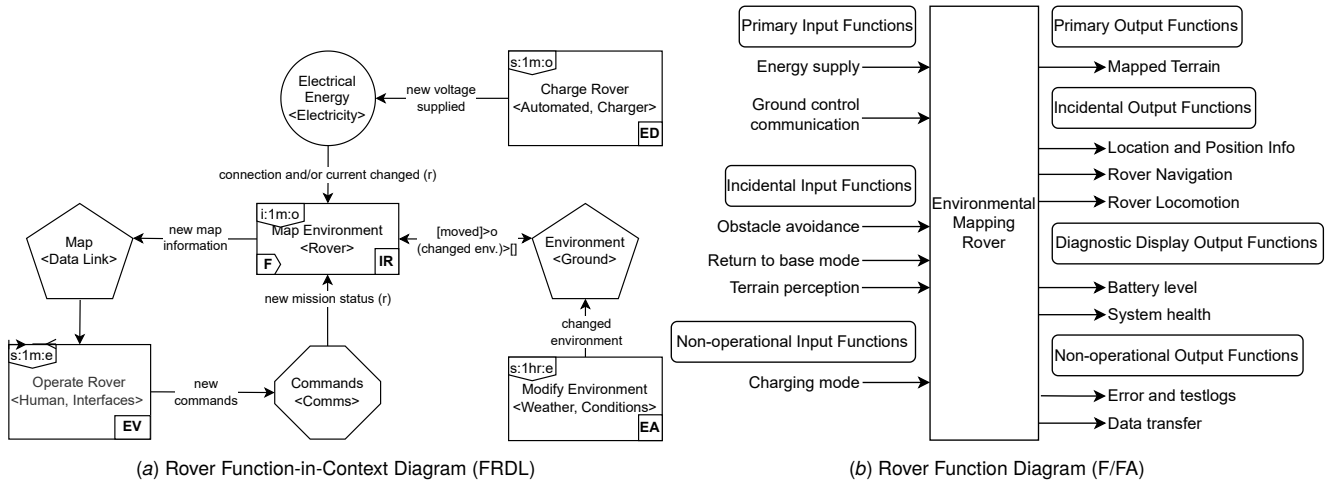 s:1m:o
Charge Rover
<Automated, Charger>
ED
new voltage
supplied
Electrical
Energy
<Electricity>
connection and/or current changed (r)
i:1m:o
Map Environment
<Rover>
F
IR
new map
information
Map
<Data Link>
[moved]>o
(changed env.)>[]
Environment
<Ground>
new mission status (r)
changed
environment
s:1m:e
Operate Rover
<Human, Interfaces>
EV
new
commands
Commands
<Comms>
s:1hr:e
Modify Environment
<Weather, Conditions>
EA
(a) Rover Function-in-Context Diagram (FRDL)
Primary Input Functions
Energy supply
Ground control
communication
Incidental Input Functions
Obstacle avoidance
Return to base mode
Terrain perception
Non-operational Input Functions
Charging mode
Environmental
Mapping
Rover
Primary Output Functions
Mapped Terrain
Incidental Output Functions
Location and Position Info
Rover Navigation
Rover Locomotion
Diagnostic Display Output Functions
Battery level
System health
Non-operational Output Functions
Error and testlogs
Data transfer
(b) Rover Function Diagram (F/FA)